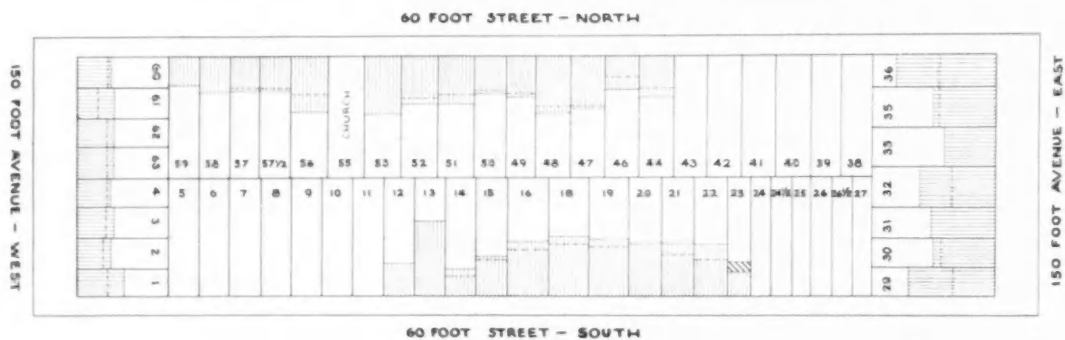 60 FOOT STREET – NORTH
150 FOOT AVENUE – WEST
60
61
62
63
4
3
2
1
59 58 57 57½ 56 55 53 52 51 50 49 48 47 46 44 43 42 41 40 39 38
CHURCH
5 6 7 8 9 10 11 12 13 14 15 16 18 19 20 21 22 23 24 24½ 25 26 26½ 27
36
35
33
32
31
30
29
150 FOOT AVENUE – EAST
60 FOOT STREET – SOUTH